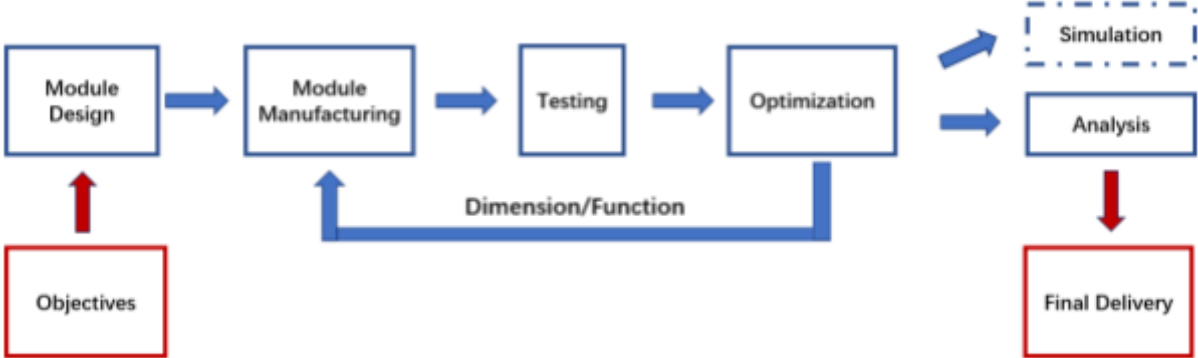 Simulation
Module
Design
Module
Manufacturing
Testing
Optimization
Analysis
Dimension/Function
Objectives
Final Delivery